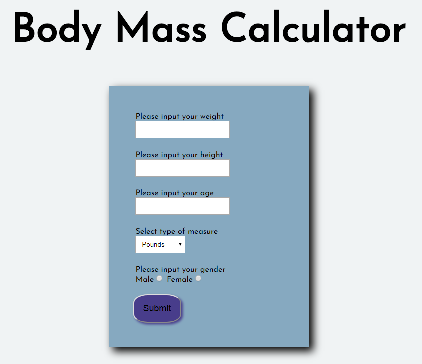 Body Mass Calculator
Please input your weight
Please input your height
Please input your age
Select type of measure
Pounds
Please input your gender
Male Female
Submit